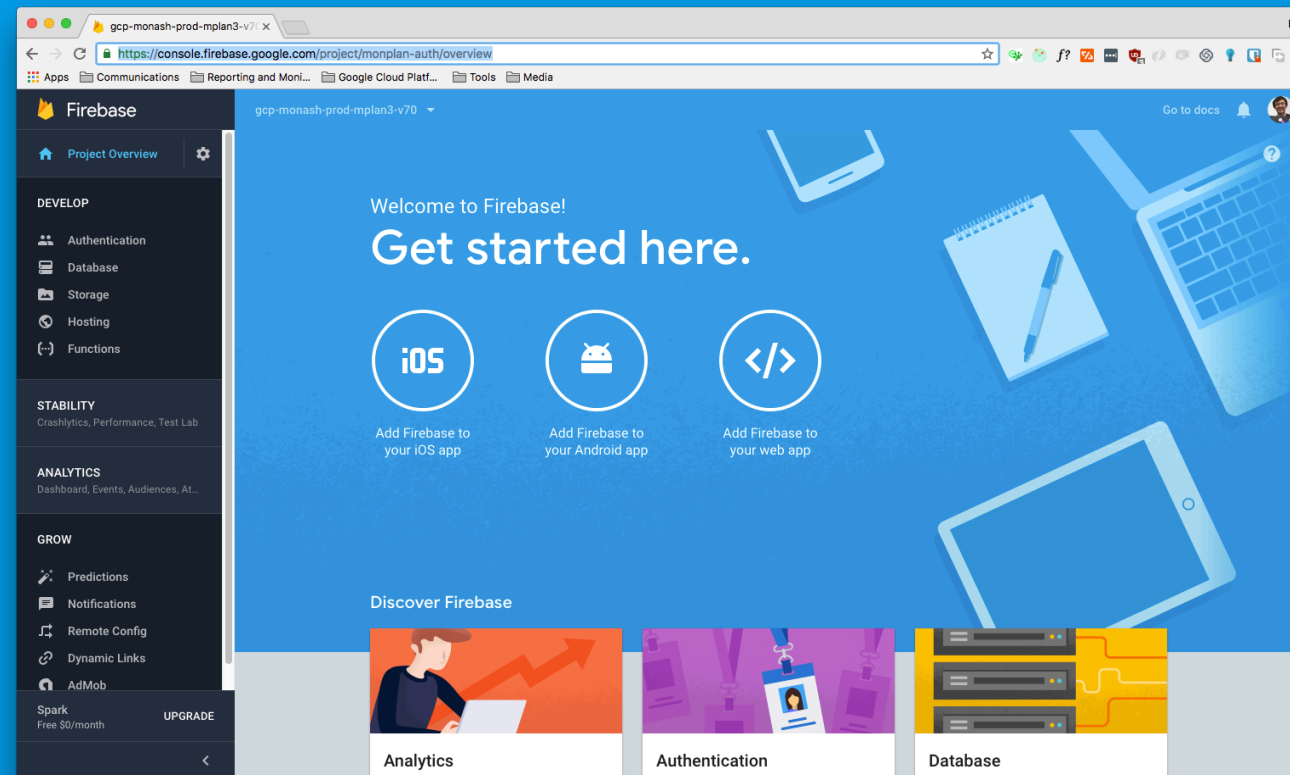 gcp-monash-prod-mplan3-v70
https://console.firebase.google.com/project/monplan-auth/overview
f?
Apps Communications Reporting and Moni... Google Cloud Platf... Tools Media
Firebase
gcp-monash-prod-mplan3-v70
Go to docs
Project Overview
?
DEVELOP
Authentication
Database
Storage
Hosting
Functions
STABILITY
Crashlytics, Performance, Test Lab
ANALYTICS
Dashboard, Events, Audiences, At...
GROW
Predictions
Notifications
Remote Config
Dynamic Links
AdMob
Spark
Free $0/month
UPGRADE
Welcome to Firebase!
Get started here.
iOS
Add Firebase to
your iOS app
Add Firebase to
your Android app
</>
Add Firebase to
your web app
Discover Firebase
Analytics
Authentication
Database